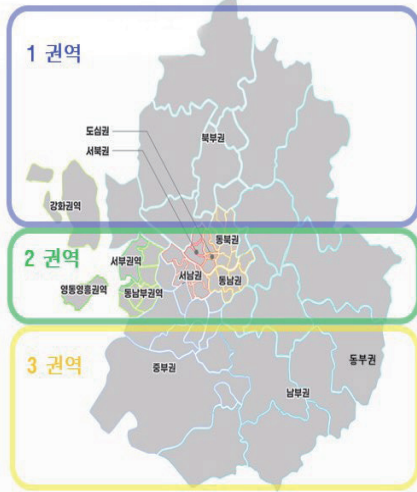 1 권역
도심권
서북권
북부권
강화권역
2 권역
동북권
서부권역
서남권
동남권
영통영흥권역
동남부권역
3 권역
중부권
동부권
남부권